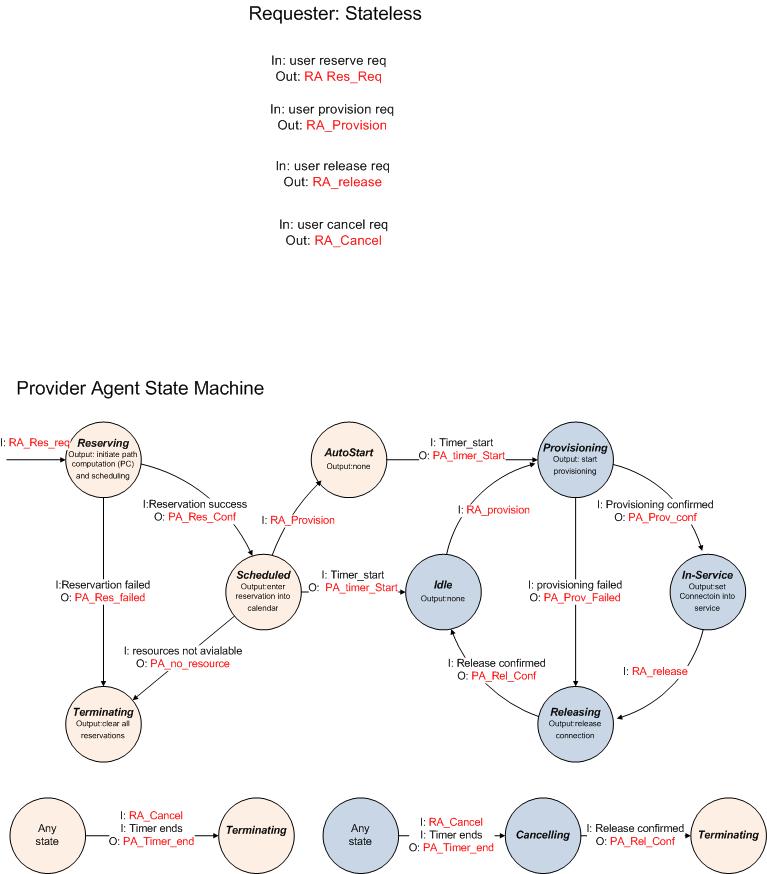 Requester: Stateless
In: user reserve req
Out: RA Res_Req
In: user provision req
Out: RA_Provision
In: user release req
Out: RA_release
In: user cancel req
Out: RA_Cancel
Provider Agent State Machine
I: RA_Res_req
Reserving
Output: initiate path
computation (PC)
and scheduling
AutoStart
Output:none
I: Timer_start
O: PA_timer_Start
Provisioning
Output: start
provisioning
I:Reservation success
O: PA_Res_Conf
I: RA_Provision
I: RA_provision
I: Provisioning confirmed
O: PA_Prov_conf
I:Reservartion failed
O: PA_Res_failed
Scheduled
Output:enter
reservation into
calendar
I: Timer_start
O: PA_timer_Start
Idle
Output:none
I: provisioning failed
O: PA_Prov_Failed
In-Service
Output:set
Connectoin into
service
I: resources not avialable
O: PA_no_resource
I: Release confirmed
O: PA_Rel_Conf
I: RA_release
Terminating
Output:clear all
reservations
Releasing
Output:release
connection
Any
state
I: RA_Cancel
I: Timer ends
O: PA_Timer_end
Terminating
Any
state
I: RA_Cancel
I: Timer ends
O: PA_Timer_end
Cancelling
I: Release confirmed
O: PA_Rel_Conf
Terminating